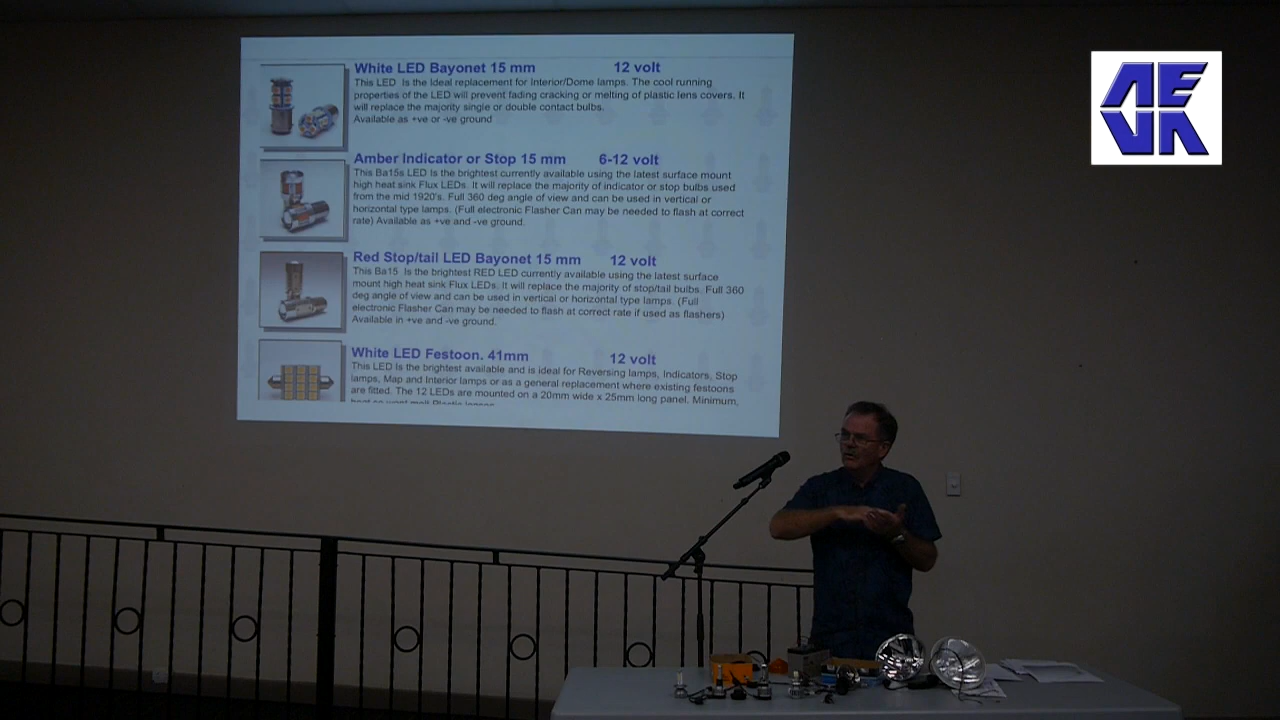 White LED Bayonet 15 mm 12 volt
This LED Is the Ideal replacement for Interior/Dome lamps. The cool running
properties of the LED will prevent fading cracking or melting of plastic lens covers. It
will replace the majority single or double contact bulbs.
Available as +ve or -ve ground
Amber Indicator or Stop 15 mm 6-12 volt
This Ba15s LED Is the brightest currently available using the latest surface mount
high heat sink Flux LEDs. It will replace the majority of indicator or stop bulbs used
from the mid 1920's. Full 360 deg angle of view and can be used in vertical or
horizontal type lamps. (Full electronic Flasher Can may be needed to flash at correct
rate) Available as +ve and -ve ground.
Red Stop/tail LED Bayonet 15 mm 12 volt
This Ba15 Is the brightest RED LED currently available using the latest surface
mount high heat sink Flux LEDs. It will replace the majority of stop/tail bulbs. Full 360
deg angle of view and can be used in vertical or horizontal type lamps. (Full
electronic Flasher Can may be needed to flash at correct rate if used as flashers)
Available in +ve and -ve ground.
White LED Festoon. 41mm 12 volt
This LED Is the brightest available and is ideal for Reversing lamps, Indicators, Stop
lamps, Map and Interior lamps or as a general replacement where existing festoons
are fitted. The 12 LEDs are mounted on a 20mm wide x 25mm long panel. Minimum,